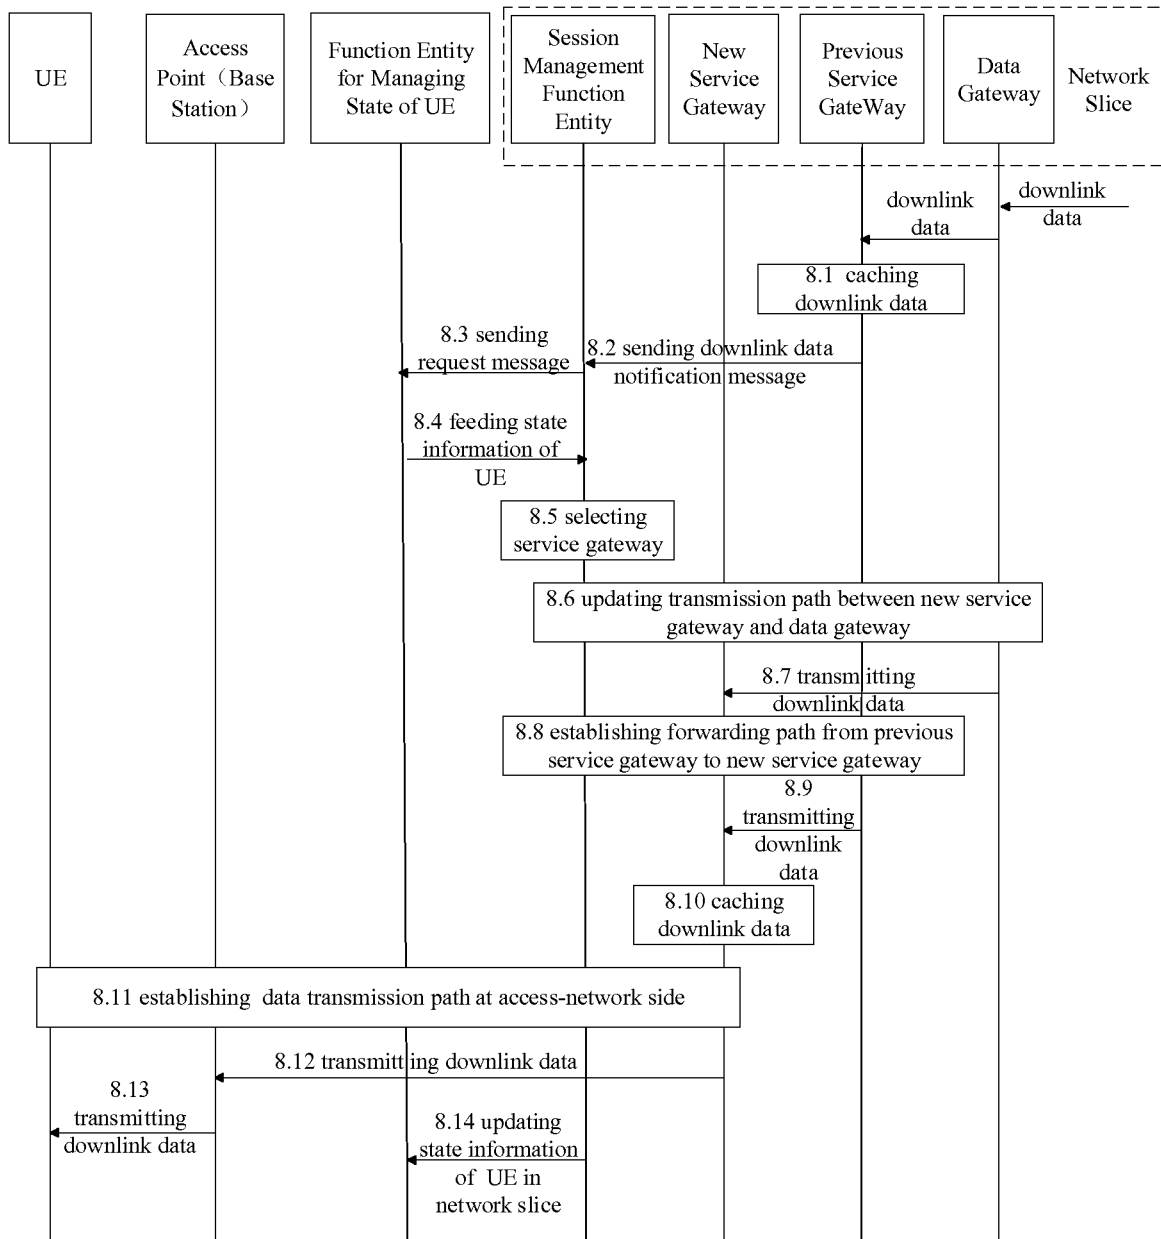 UE
Access
Point（Base
Station）
Function Entity
for Managing
State of UE
Session
Management
Function
Entity
New
Service
Gateway
Previous
Service
GateWay
Data
Gateway
Network
Slice
downlink
data
downlink
data
8.1 caching
downlink data
8.2 sending downlink data
notification message
8.3 sending
request message
8.4 feeding state
information of
UE
8.5 selecting
service gateway
8.6 updating transmission path between new service
gateway and data gateway
8.7 transmitting
downlink data
8.8 establishing forwarding path from previous
service gateway to new service gateway
8.9
transmitting
downlink
data
8.10 caching
downlink data
8.11 establishing data transmission path at access-network side
8.12 transmitting downlink data
8.13
transmitting
downlink data
8.14 updating
state information
of UE in
network slice